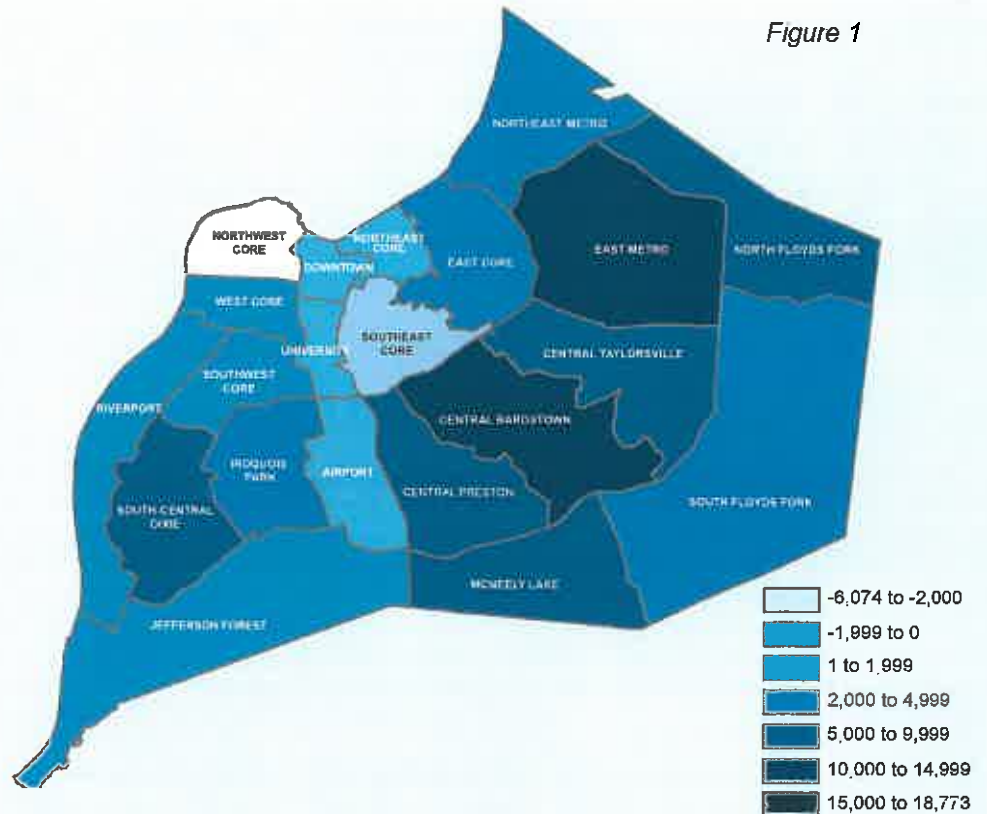 Figure 1
NORTHEAST METRO
NORTHWEST
CORE
NORTHEAST
CORE
DOWNTOWN
EAST CORE
EAST METRO
NORTH FLOYDS FORK
WEST CORE
SOUTHEAST
CORE
UNIVERSITY
CENTRAL TAYLORSVILLE
SOUTHWEST
CORE
RIVERPORT
CENTRAL BARDSTOWN
IROQUOIS
PARK
AIRPORT
CENTRAL PRESTON
SOUTH FLOYDS FORK
SOUTH CENTRAL
DIXIE
MCNEELY LAKE
JEFFERSON FOREST
-6,074 to -2,000
-1,999 to 0
1 to 1,999
2,000 to 4,999
5,000 to 9,999
10,000 to 14,999
15,000 to 18,773